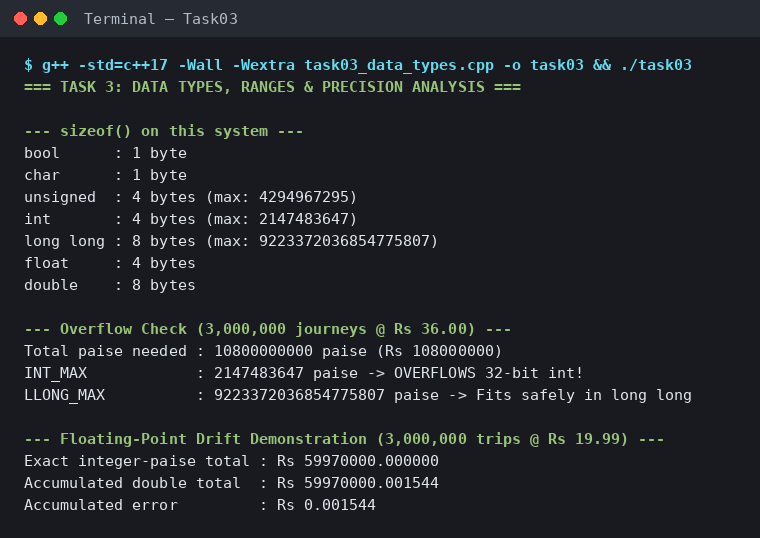 Terminal — Task03
$ g++ -std=c++17 -Wall -Wextra task03_data_types.cpp -o task03 && ./task03
=== TASK 3: DATA TYPES, RANGES & PRECISION ANALYSIS ===
--- sizeof() on this system ---
bool      : 1 byte
char      : 1 byte
unsigned  : 4 bytes (max: 4294967295)
int       : 4 bytes (max: 2147483647)
long long : 8 bytes (max: 9223372036854775807)
float     : 4 bytes
double    : 8 bytes
--- Overflow Check (3,000,000 journeys @ Rs 36.00) ---
Total paise needed : 10800000000 paise (Rs 108000000)
INT_MAX            : 2147483647 paise -> OVERFLOWS 32-bit int!
LLONG_MAX          : 9223372036854775807 paise -> Fits safely in long long
--- Floating-Point Drift Demonstration (3,000,000 trips @ Rs 19.99) ---
Exact integer-paise total : Rs 59970000.000000
Accumulated double total  : Rs 59970000.001544
Accumulated error         : Rs 0.001544